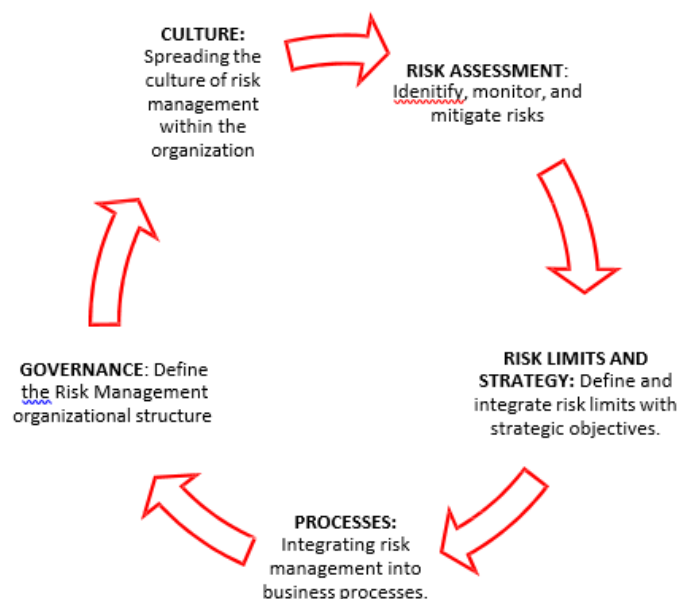 CULTURE:
Spreading the
culture of risk
management
within the
organization
RISK ASSESSMENT:
Idenitify, monitor, and
mitigate risks
RISK LIMITS AND
STRATEGY: Define and
integrate risk limits with
strategic objectives.
PROCESSES:
Integrating risk
management into
business processes.
GOVERNANCE: Define
the Risk Management
organizational structure